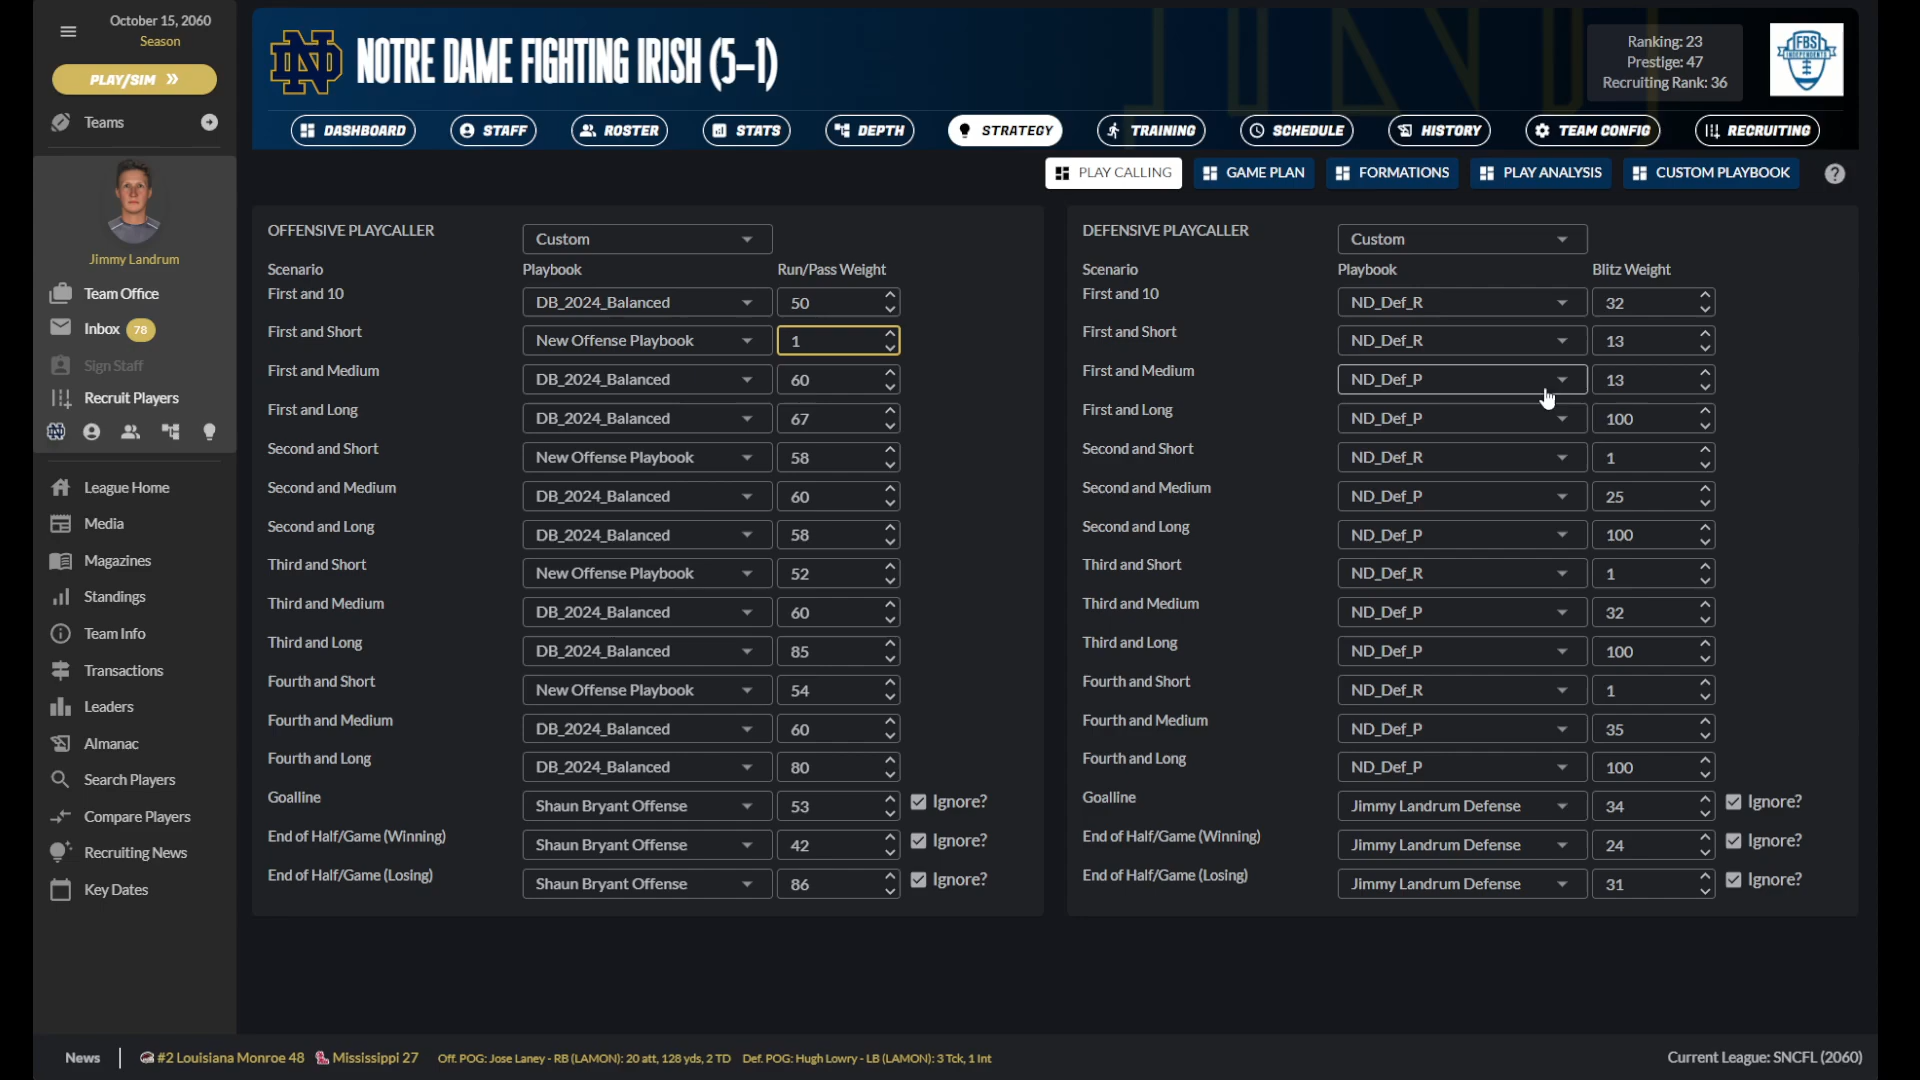 October 15, 2060
Season
PLAY/SIM
Teams
Jimmy Landrum
Team Office
Inbox 78
Sign Staff
Recruit Players
League Home
Media
Magazines
Standings
Team Info
Transactions
Leaders
Almanac
Search Players
Compare Players
Recruiting News
Key Dates
NOTRE DAME FIGHTING IRISH (5-1)
Ranking: 23
Prestige: 47
Recruiting Rank: 36
FBS
INDEPENDENTS
DASHBOARD STAFF ROSTER STATS DEPTH STRATEGY TRAINING SCHEDULE HISTORY TEAM CONFIG RECRUITING
PLAY CALLING GAME PLAN FORMATIONS PLAY ANALYSIS CUSTOM PLAYBOOK ?
OFFENSIVE PLAYCALLER Custom
Scenario Playbook Run/Pass Weight
First and 10 DB_2024_Balanced 50
First and Short New Offense Playbook 1
First and Medium DB_2024_Balanced 60
First and Long DB_2024_Balanced 67
Second and Short New Offense Playbook 58
Second and Medium DB_2024_Balanced 60
Second and Long DB_2024_Balanced 58
Third and Short New Offense Playbook 52
Third and Medium DB_2024_Balanced 60
Third and Long DB_2024_Balanced 85
Fourth and Short New Offense Playbook 54
Fourth and Medium DB_2024_Balanced 60
Fourth and Long DB_2024_Balanced 80
Goalline Shaun Bryant Offense 53 Ignore?
End of Half/Game (Winning) Shaun Bryant Offense 42 Ignore?
End of Half/Game (Losing) Shaun Bryant Offense 86 Ignore?
DEFENSIVE PLAYCALLER Custom
Scenario Playbook Blitz Weight
First and 10 ND_Def_R 32
First and Short ND_Def_R 13
First and Medium ND_Def_P 13
First and Long ND_Def_P 100
Second and Short ND_Def_R 1
Second and Medium ND_Def_P 25
Second and Long ND_Def_P 100
Third and Short ND_Def_R 1
Third and Medium ND_Def_P 32
Third and Long ND_Def_P 100
Fourth and Short ND_Def_R 1
Fourth and Medium ND_Def_P 35
Fourth and Long ND_Def_P 100
Goalline Jimmy Landrum Defense 34 Ignore?
End of Half/Game (Winning) Jimmy Landrum Defense 24 Ignore?
End of Half/Game (Losing) Jimmy Landrum Defense 31 Ignore?
News #2 Louisiana Monroe 48 Mississippi 27 Off. POG: Jose Laney - RB (LAMON): 20 att, 128 yds, 2 TD Def. POG: Hugh Lowry - LB (LAMON): 3 Tck, 1 Int
Current League: SNCFL (2060)